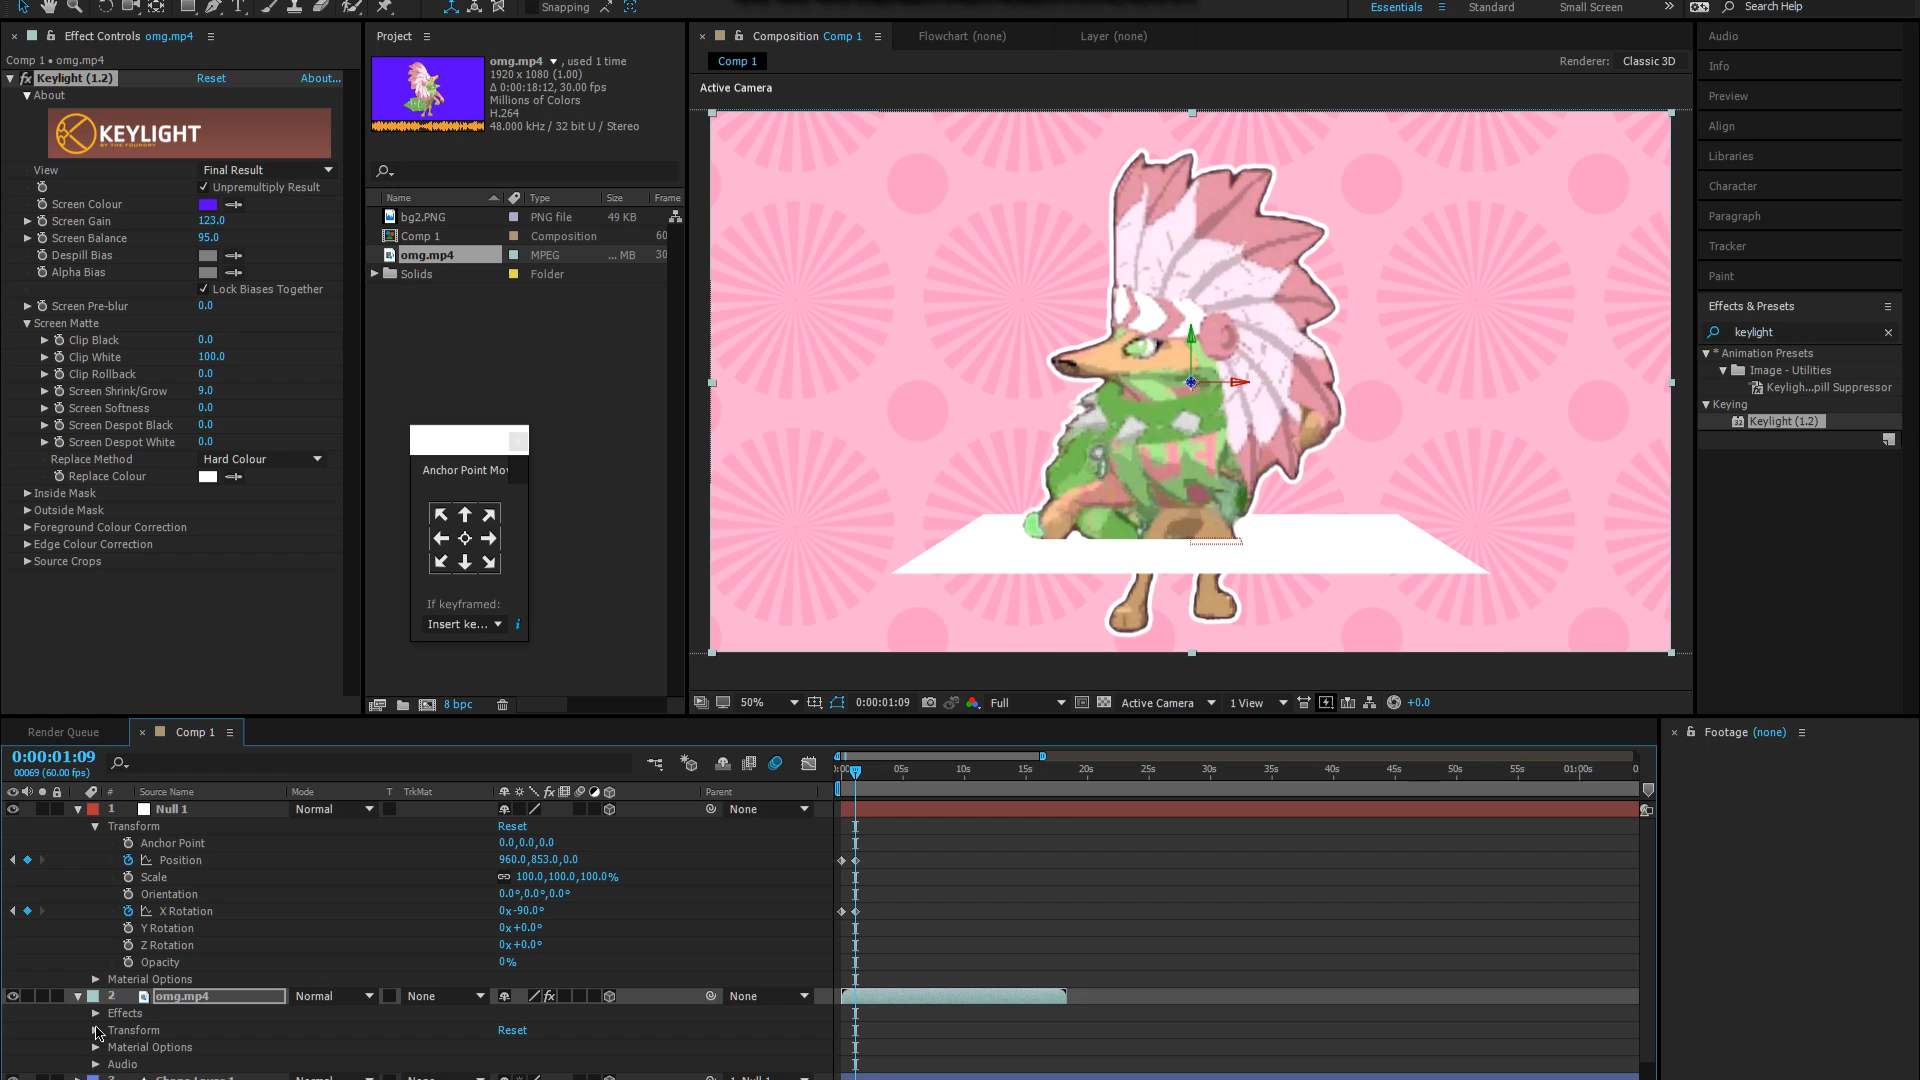 Snapping
Essentials
Standard
Small Screen
Search Help
Effect Controls omg.mp4
Comp 1 • omg.mp4
fx Keylight (1.2)
Reset
About...
About
KEYLIGHT
BY THE FOUNDRY
View
Final Result
Unpremultiply Result
Screen Colour
Screen Gain
123.0
Screen Balance
95.0
Despill Bias
Alpha Bias
Lock Biases Together
Screen Pre-blur
0.0
Screen Matte
Clip Black
0.0
Clip White
100.0
Clip Rollback
0.0
Screen Shrink/Grow
9.0
Screen Softness
0.0
Screen Despot Black
0.0
Screen Despot White
0.0
Replace Method
Hard Colour
Replace Colour
Inside Mask
Outside Mask
Foreground Colour Correction
Edge Colour Correction
Source Crops
Project
omg.mp4 , used 1 time
1920 x 1080 (1.00)
Δ 0:00:18:12, 30.00 fps
Millions of Colors
H.264
48.000 kHz / 32 bit U / Stereo
Name
Type
Size
Frame
bg2.PNG
PNG file
49 KB
Comp 1
Composition
60
omg.mp4
MPEG
... MB
30
Solids
Folder
Anchor Point Mov
If keyframed:
Insert ke...
i
8 bpc
Composition Comp 1
Flowchart (none)
Layer (none)
Comp 1
Renderer:
Classic 3D
Active Camera
50%
0:00:01:09
Full
Active Camera
1 View
+0.0
Audio
Info
Preview
Align
Libraries
Character
Paragraph
Tracker
Paint
Effects & Presets
keylight
* Animation Presets
Image - Utilities
Keyligh...pill Suppressor
Keying
Keylight (1.2)
Render Queue
Comp 1
0:00:01:09
00069 (60.00 fps)
05s
10s
15s
20s
25s
30s
35s
40s
45s
50s
55s
01:00s
0
#
Source Name
Mode
T
TrkMat
fx
Parent
1
Null 1
Normal
None
Transform
Reset
Anchor Point
0.0,0.0,0.0
Position
960.0,853.0,0.0
Scale
100.0,100.0,100.0%
Orientation
0.0°,0.0°,0.0°
X Rotation
0x-90.0°
Y Rotation
0x+0.0°
Z Rotation
0x+0.0°
Opacity
0%
Material Options
2
omg.mp4
Normal
None
fx
None
Effects
Transform
Reset
Material Options
Audio
Footage (none)